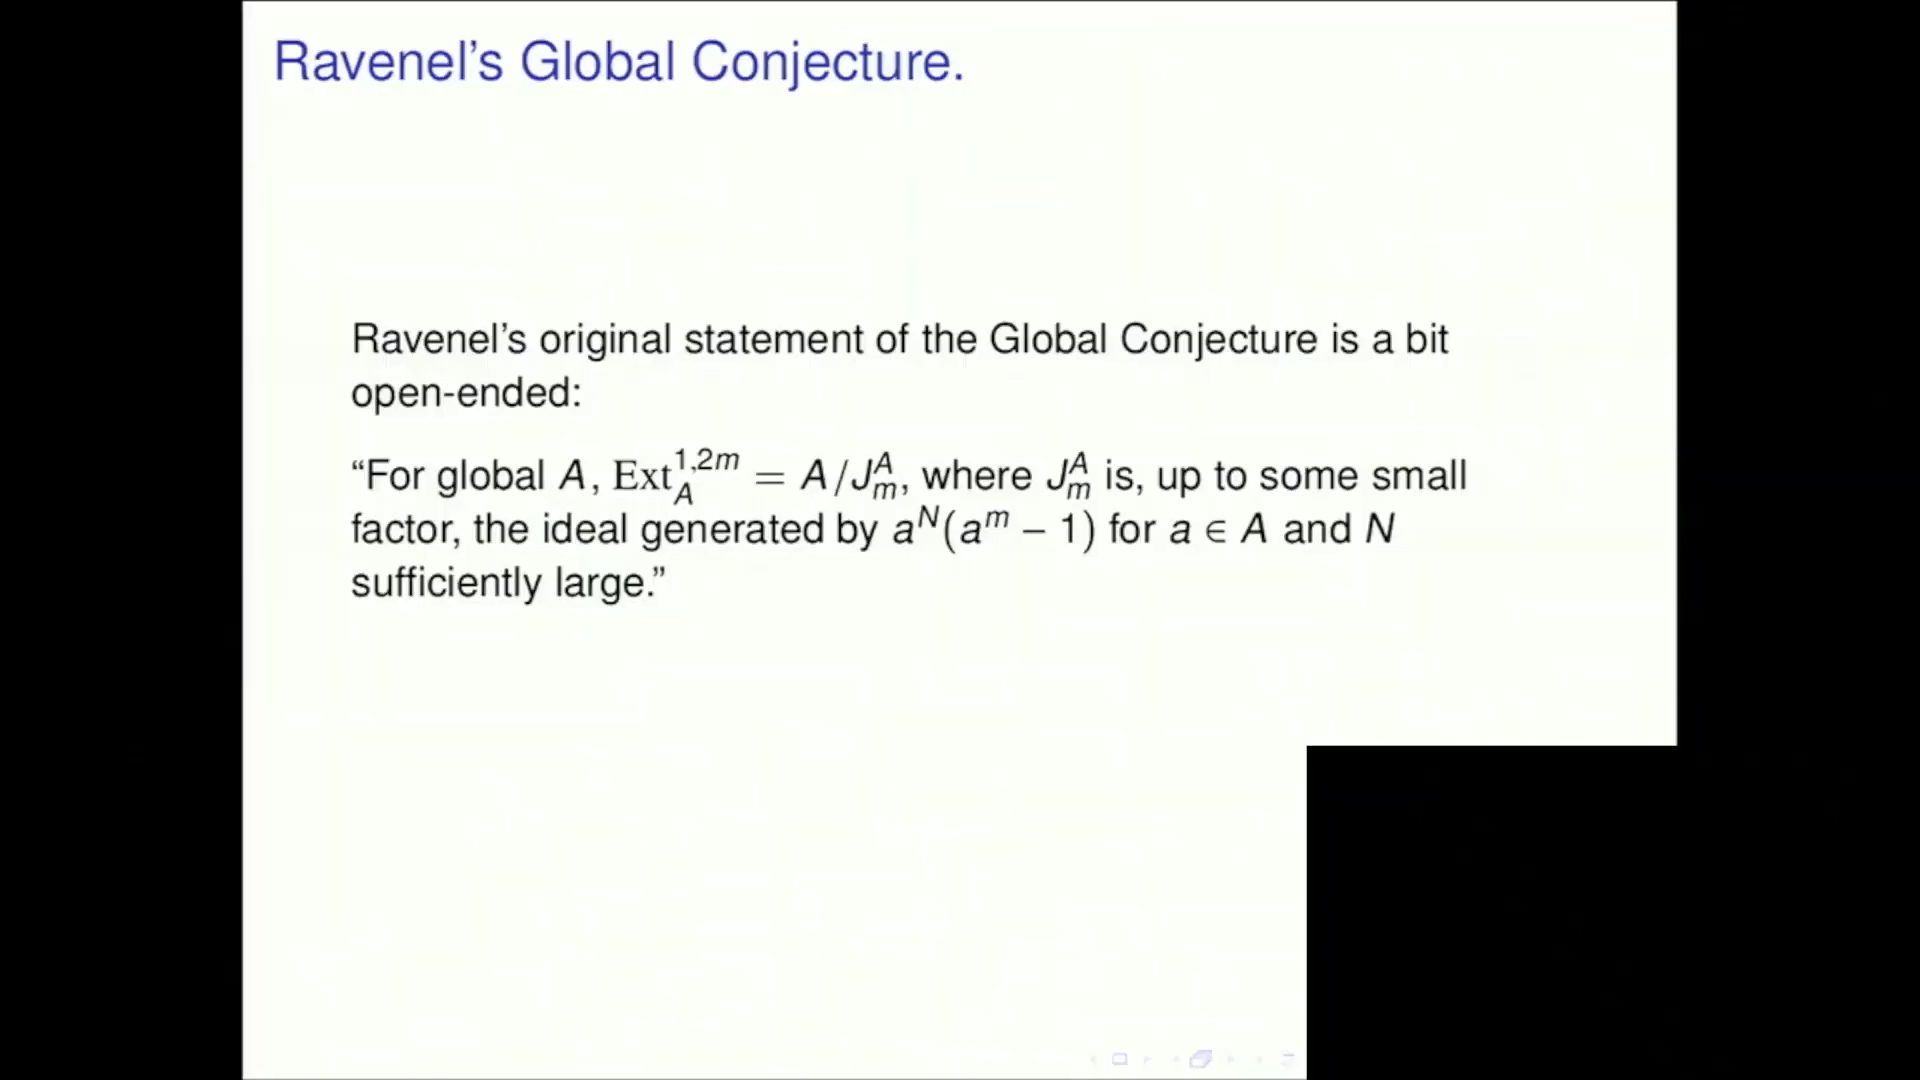 Ravenel's Global Conjecture.
Ravenel's original statement of the Global Conjecture is a bit
open-ended:
“For global A, Ext_A^{1,2m} = A/J_m^A, where J_m^A is, up to some small
factor, the ideal generated by a^N(a^m − 1) for a ∈ A and N
sufficiently large.”